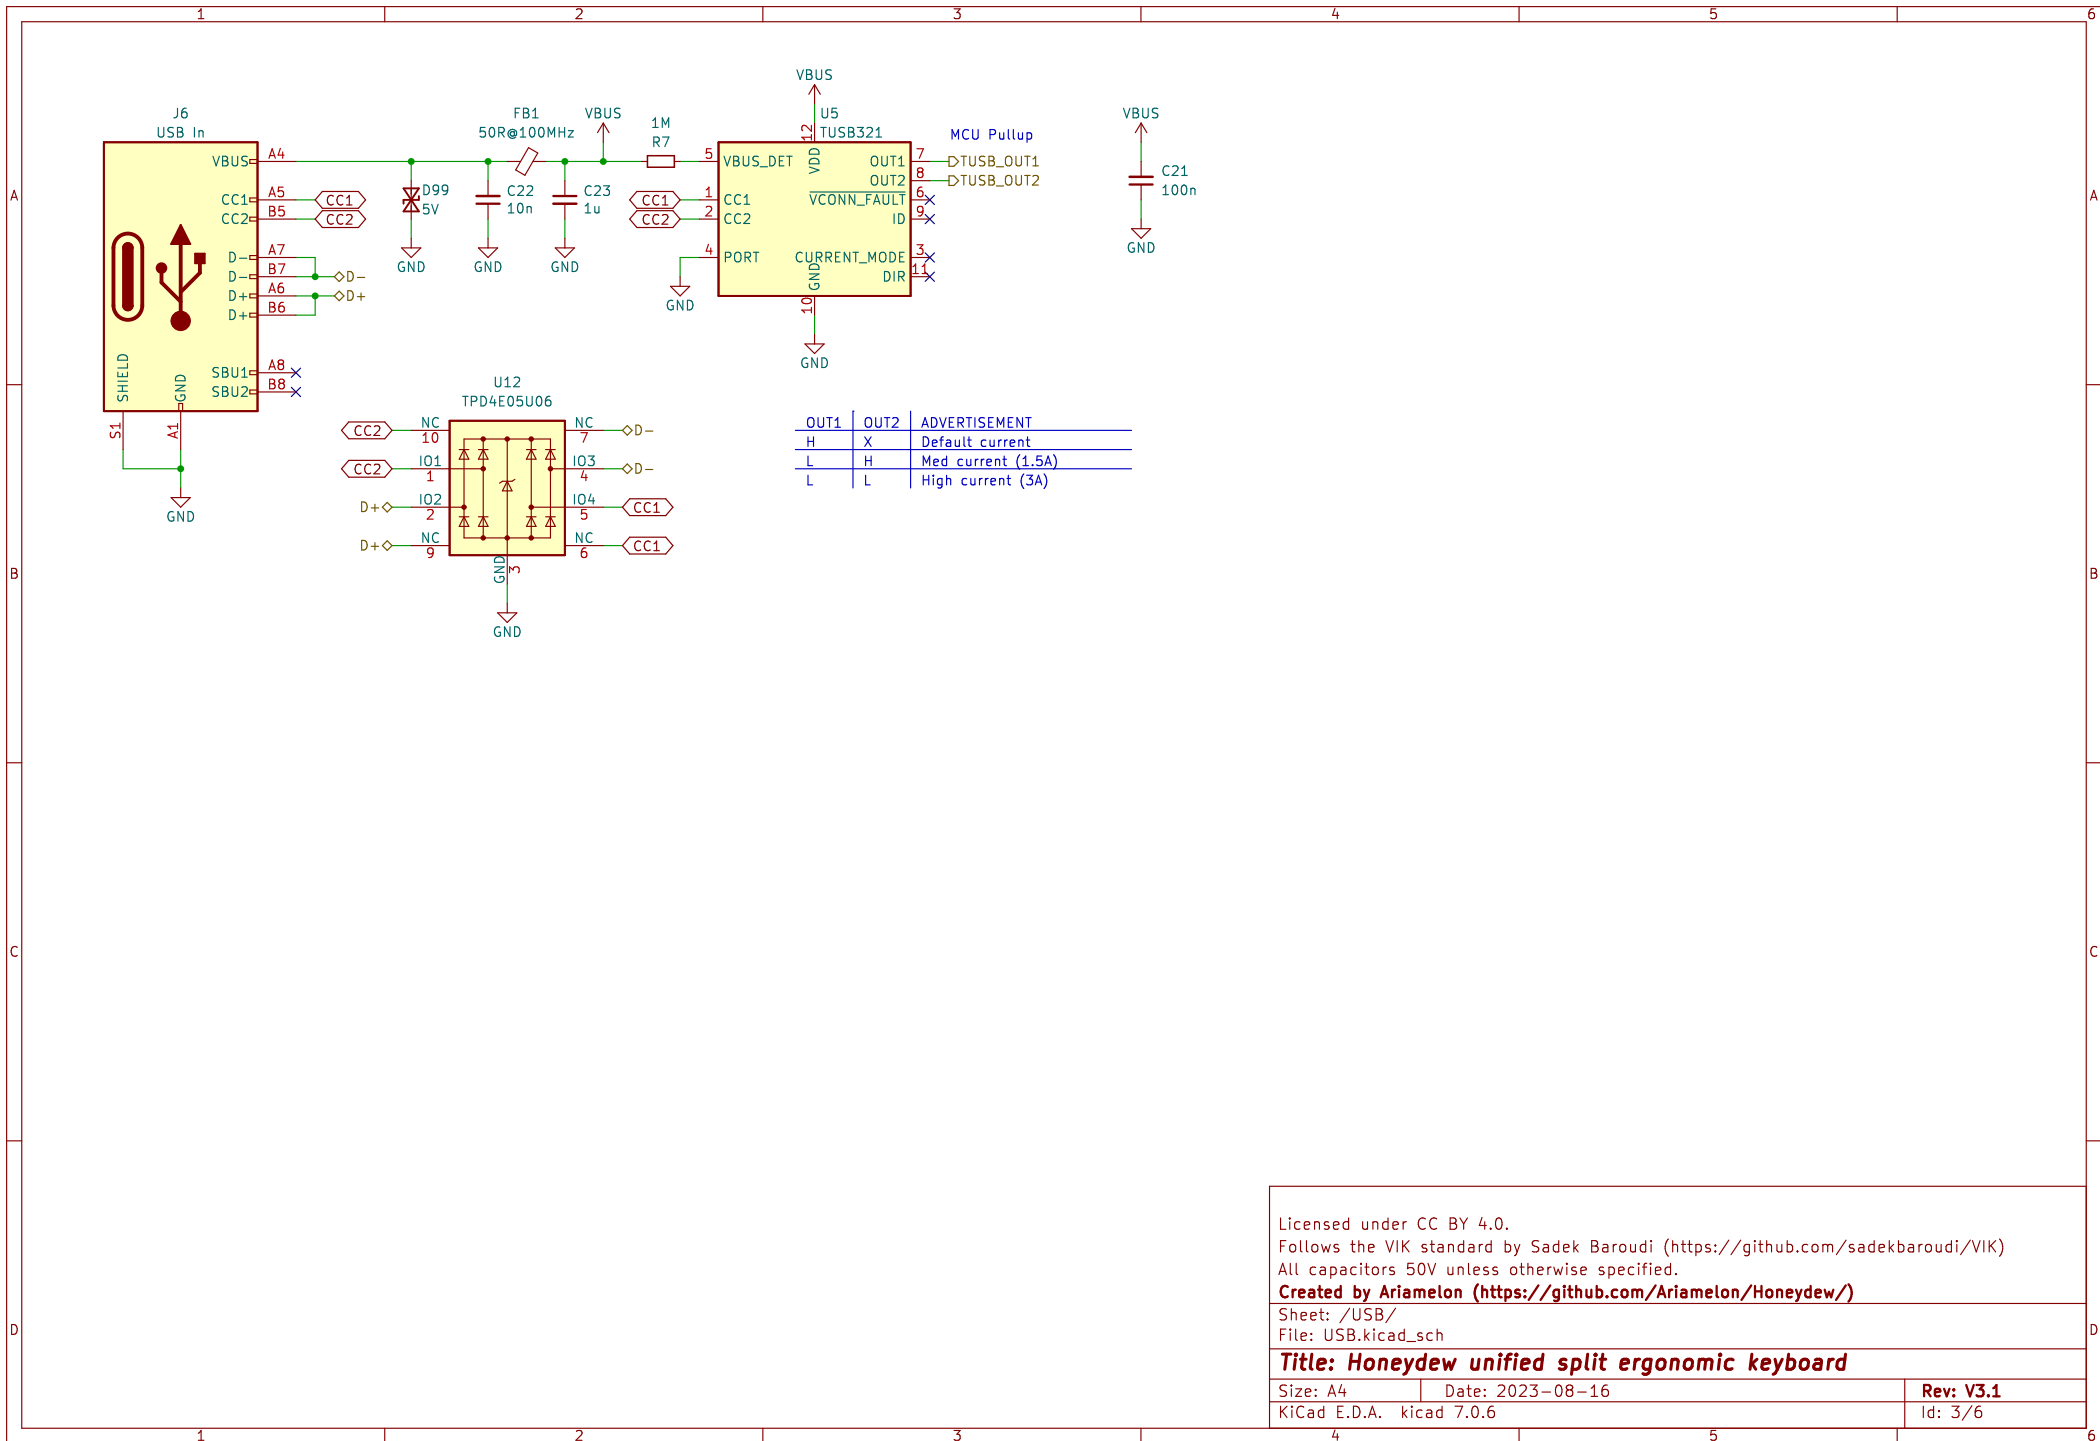 1 2 3 4 5 6
A
B
C
D
A
B
C
D
J6
USB In
VBUS A4
CC1 A5 CC1
CC2 B5 CC2
D- A7
D- B7 D-
D+ A6 D+
D+ B6
SBU1 A8
SBU2 B8
SHIELD
GND
S1
A1
GND
D99
5V
GND
C22
10n
GND
FB1
50R@100MHz
C23
1u
GND
VBUS
1M
R7
VBUS
U5
TUSB321
12
VDD
5 VBUS_DET
CC1 1 CC1
CC2 2 CC2
4 PORT
GND
OUT1 7 TUSB_OUT1
OUT2 8 TUSB_OUT2
VCONN_FAULT 6
ID 9
CURRENT_MODE 3
DIR 11
GND
10
GND
MCU Pullup
VBUS
C21
100n
GND
U12
TPD4E05U06
CC2 NC 10
CC2 IO1 1
D+ IO2 2
D+ NC 9
NC 7 D-
IO3 4 D-
IO4 5 CC1
NC 6 CC1
GND
3
GND
OUT1 OUT2 ADVERTISEMENT
H X Default current
L H Med current (1.5A)
L L High current (3A)
Licensed under CC BY 4.0.
Follows the VIK standard by Sadek Baroudi (https://github.com/sadekbaroudi/VIK)
All capacitors 50V unless otherwise specified.
Created by Ariamelon (https://github.com/Ariamelon/Honeydew/)
Sheet: /USB/
File: USB.kicad_sch
Title: Honeydew unified split ergonomic keyboard
Size: A4 Date: 2023-08-16 Rev: V3.1
KiCad E.D.A. kicad 7.0.6 Id: 3/6
1 2 3 4 5 6